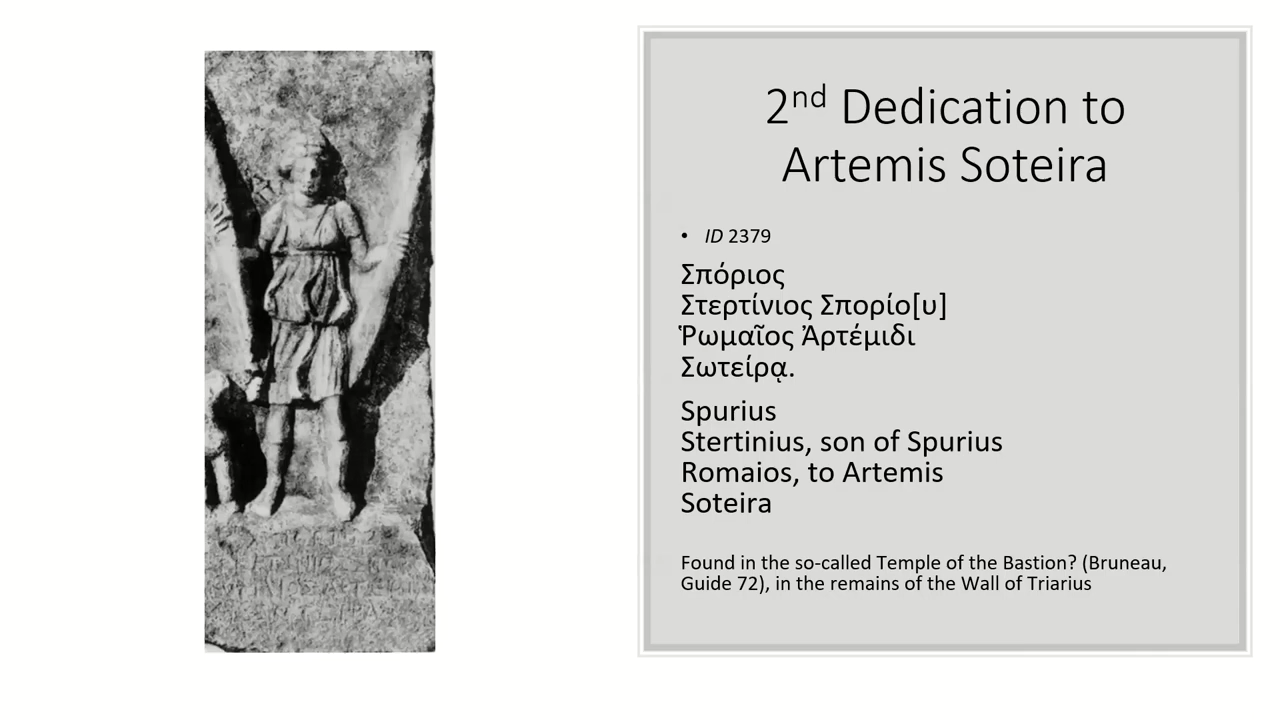 2nd Dedication to
Artemis Soteira
• ID 2379
Σπόριος
Στερτίνιος Σπορίο[υ]
Ῥωμαῖος Ἀρτέμιδι
Σωτείρᾳ.
Spurius
Stertinius, son of Spurius
Romaios, to Artemis
Soteira
Found in the so-called Temple of the Bastion? (Bruneau,
Guide 72), in the remains of the Wall of Triarius